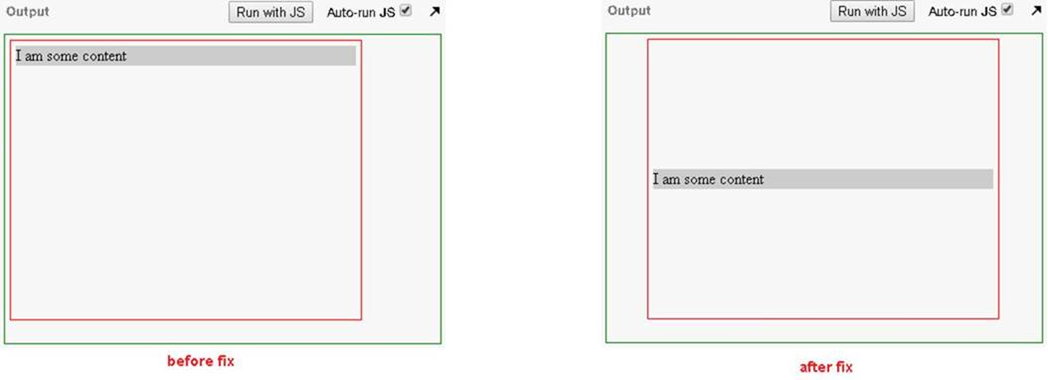 Output Run with JS Auto-run JS
I am some content
before fix
Output Run with JS Auto-run JS
I am some content
after fix